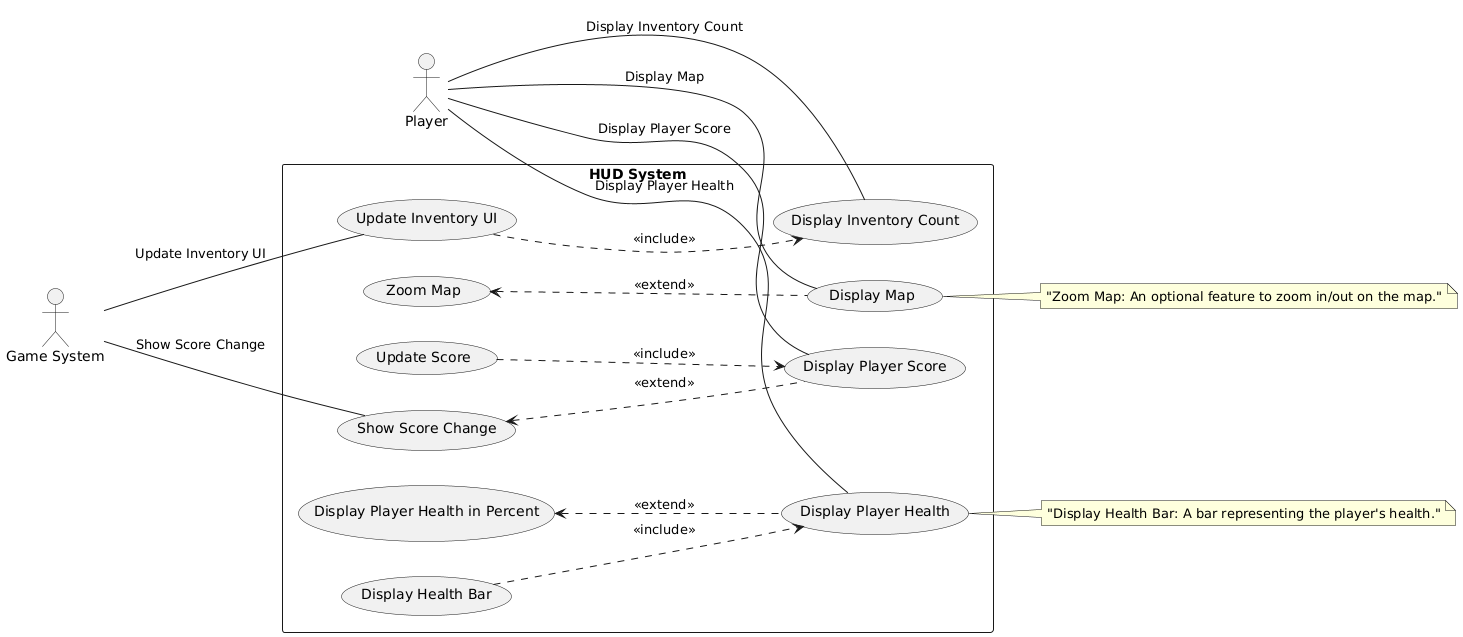 Display Inventory Count
Display Map
Player
Display Player Score
HUD System
Display Player Health
Update Inventory UI
Display Inventory Count
«include»
Update Inventory UI
Zoom Map
«extend»
Display Map
"Zoom Map: An optional feature to zoom in/out on the map."
Game System
Show Score Change
Update Score
«include»
Display Player Score
«extend»
Show Score Change
Display Player Health in Percent
«extend»
Display Player Health
"Display Health Bar: A bar representing the player's health."
«include»
Display Health Bar